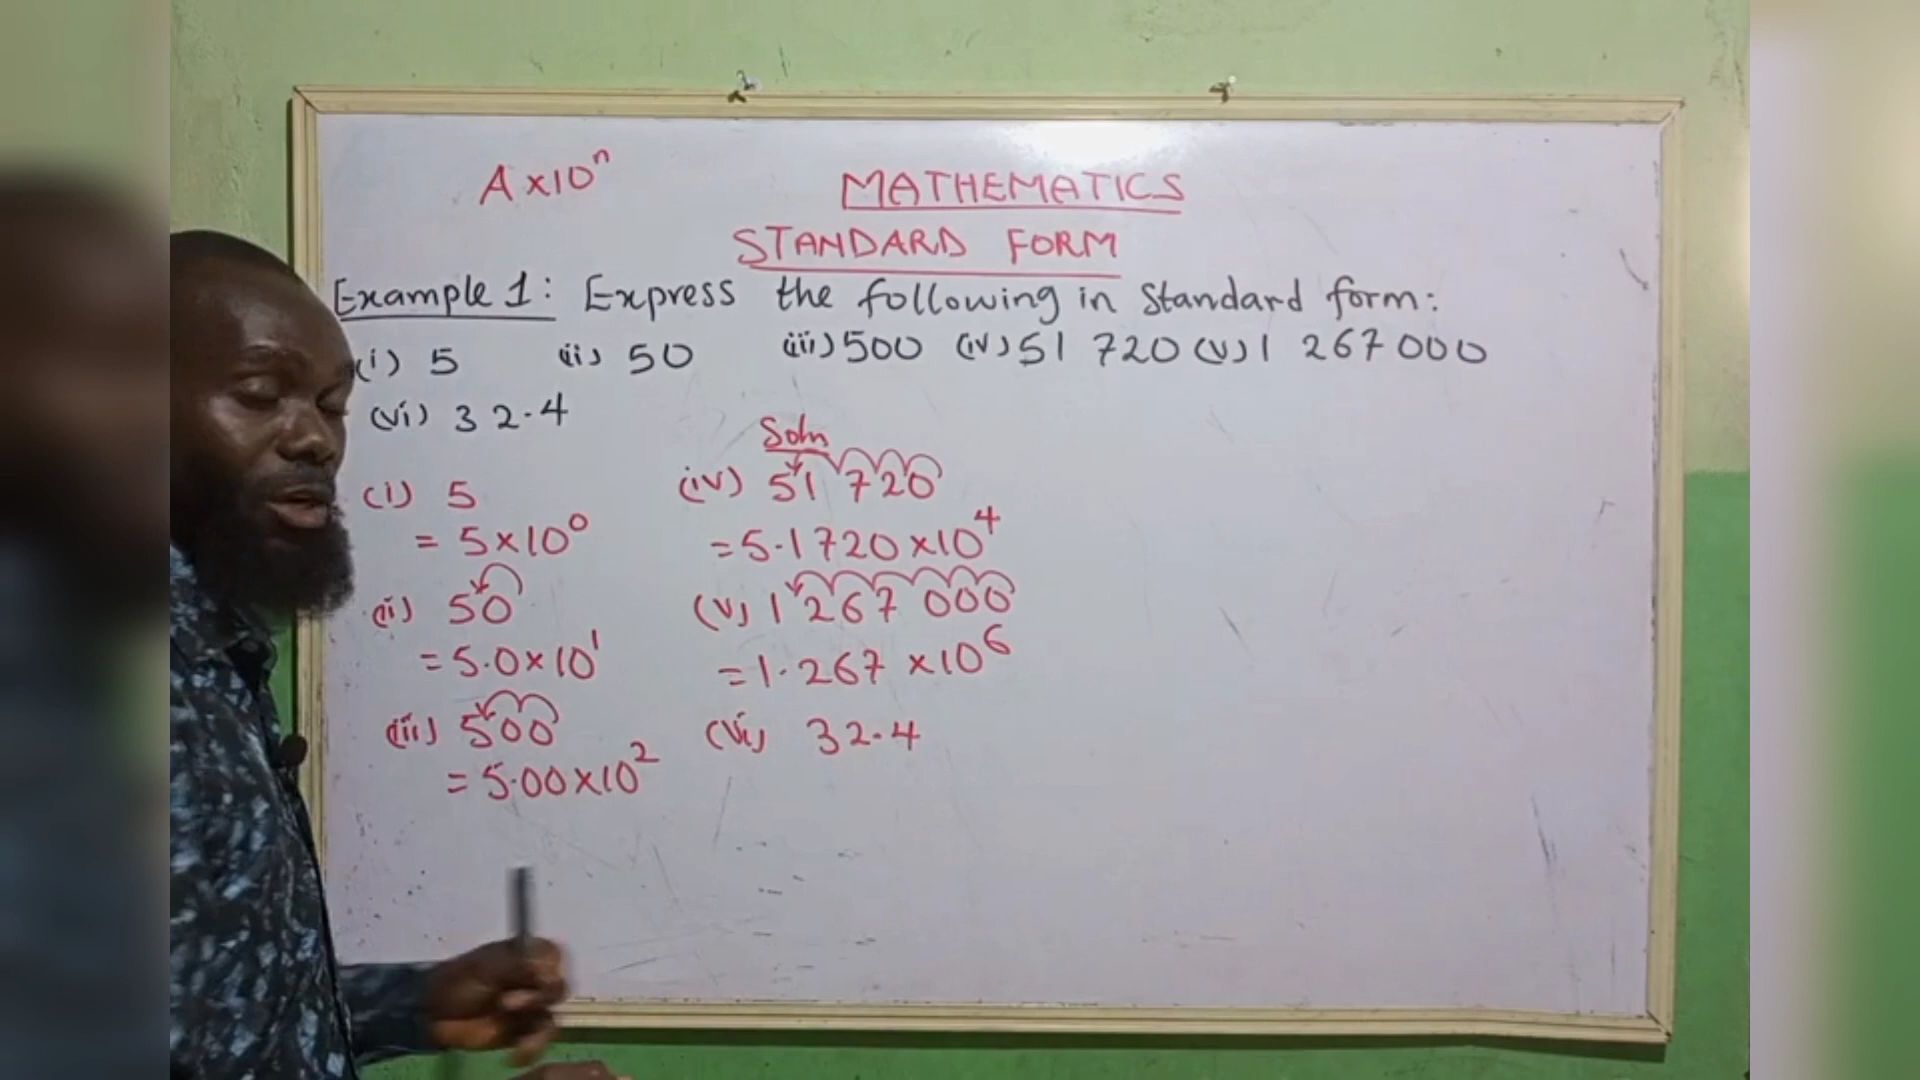 A×10ⁿ
MATHEMATICS
STANDARD FORM
Example 1: Express the following in Standard form:
(i) 5 (ii) 50 (iii) 500 (iv) 51 720 (v) 1 267 000
(vi) 32.4
Soln
(i) 5
= 5×10⁰
(ii) 50
= 5.0×10¹
(iii) 500
= 5.00×10²
(iv) 51 720
= 5.1720×10⁴
(v) 1 267 000
= 1.267 ×10⁶
(vi) 32.4